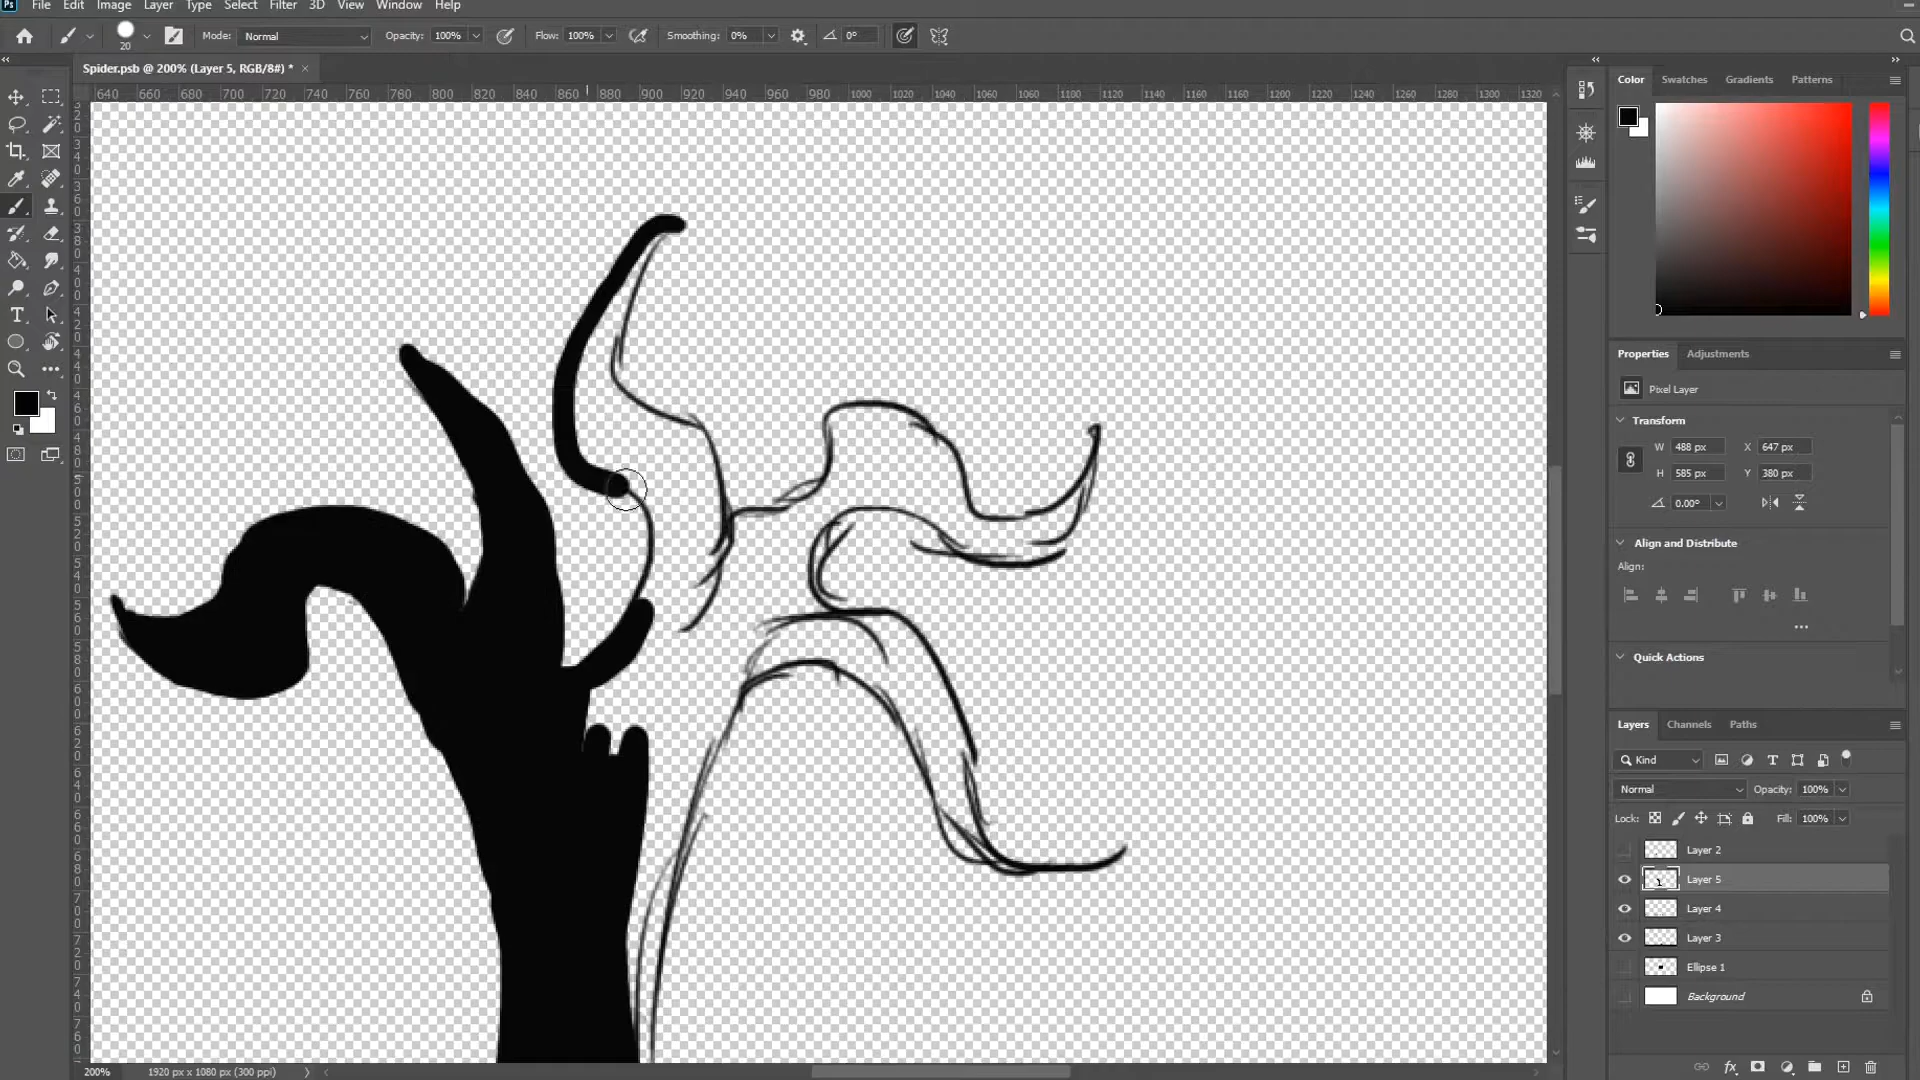 Ps File Edit Image Layer Type Select Filter 3D View Window Help
20 Mode: Normal Opacity: 100% Flow: 100% Smoothing: 0% 0°
Spider.psb @ 200% (Layer 5, RGB/8#) * ×
640 660 680 700 720 740 760 780 800 820 840 860 880 900 920 940 960 980 1000 1020 1040 1060 1080 1100 1120 1140 1160 1180 1200 1220 1240 1260 1280 1300 1320
Color Swatches Gradients Patterns
Properties Adjustments
Pixel Layer
Transform
W 488 px X 647 px
H 585 px Y 380 px
0.00°
Align and Distribute
Align:
Quick Actions
Layers Channels Paths
Kind
Normal Opacity: 100%
Lock: Fill: 100%
Layer 2
Layer 5
Layer 4
Layer 3
Ellipse 1
Background
200% 1920 px x 1080 px (300 ppi)